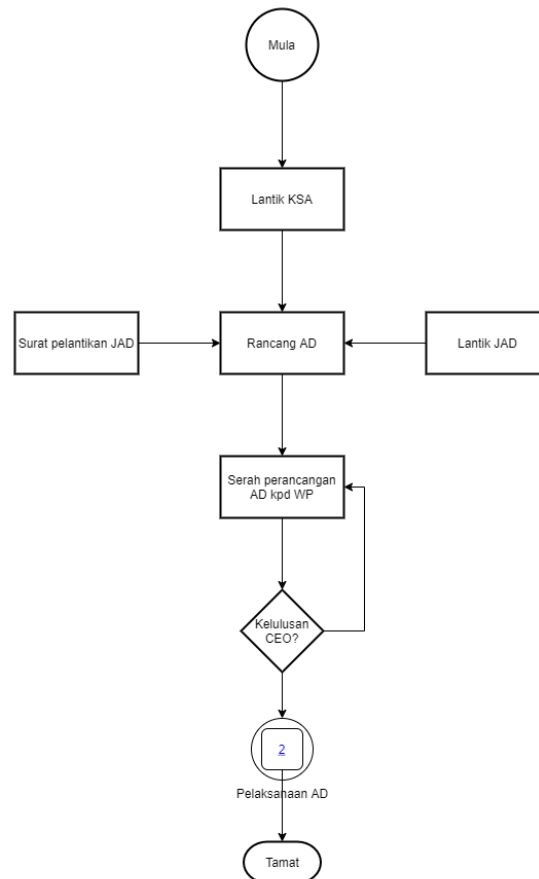 Mula
Lantik KSA
Surat pelantikan JAD
Rancang AD
Lantik JAD
Serah perancangan
AD kpd WP
Kelulusan
CEO?
2
Pelaksanaan AD
Tamat